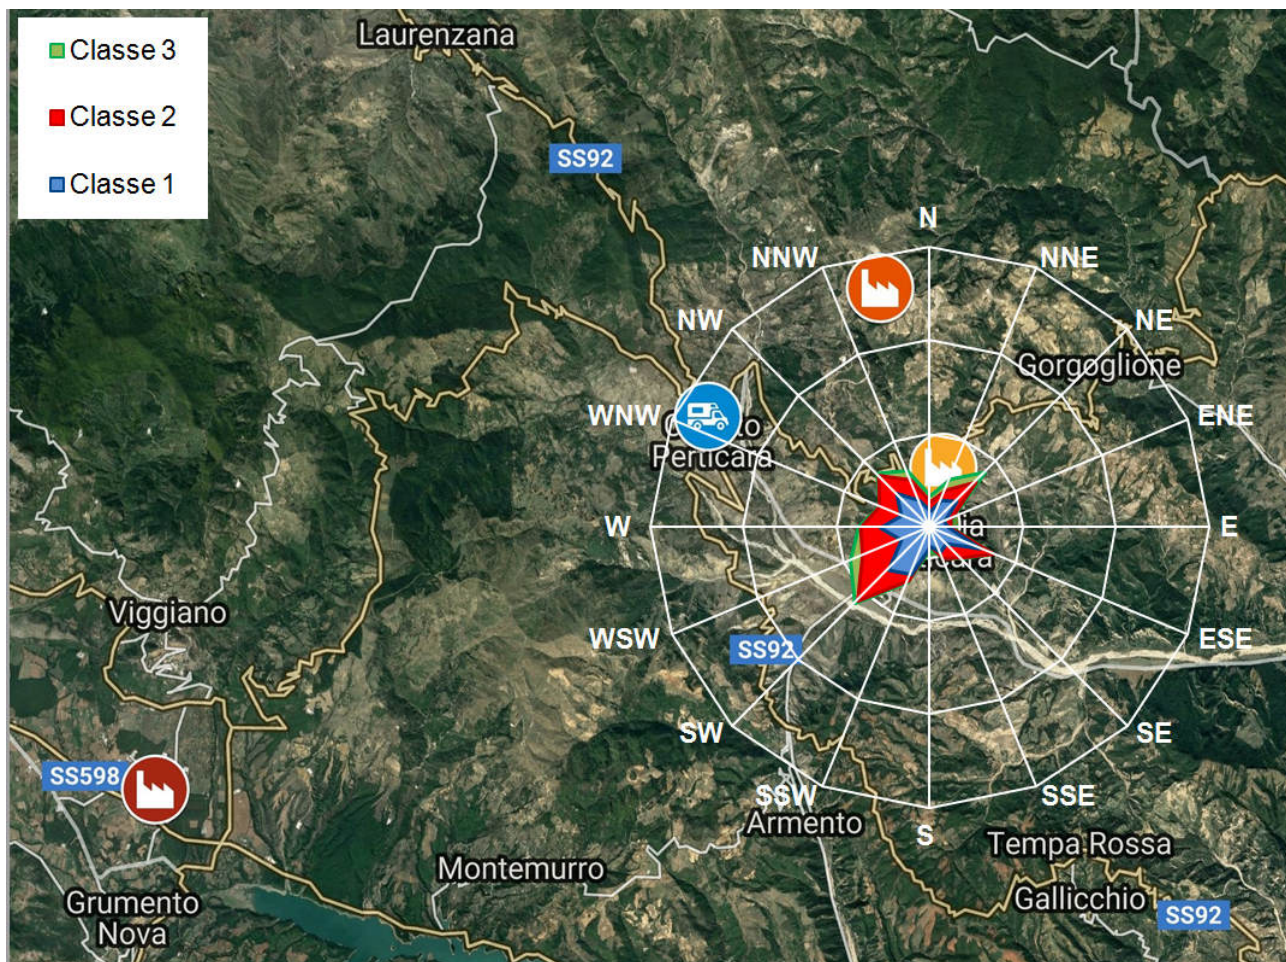 Laurenzana
Classe 3
Classe 2
Classe 1
SS92
N
NNW
NNE
NW
NE
Gorgoglione
WNW
ENE
Perticara
W
E
Viggiano
WSW
ESE
SS92
SW
SE
SS598
SSW
SSE
Armento
S
Tempa Rossa
Montemurro
Gallicchio
SS92
Grumento
Nova